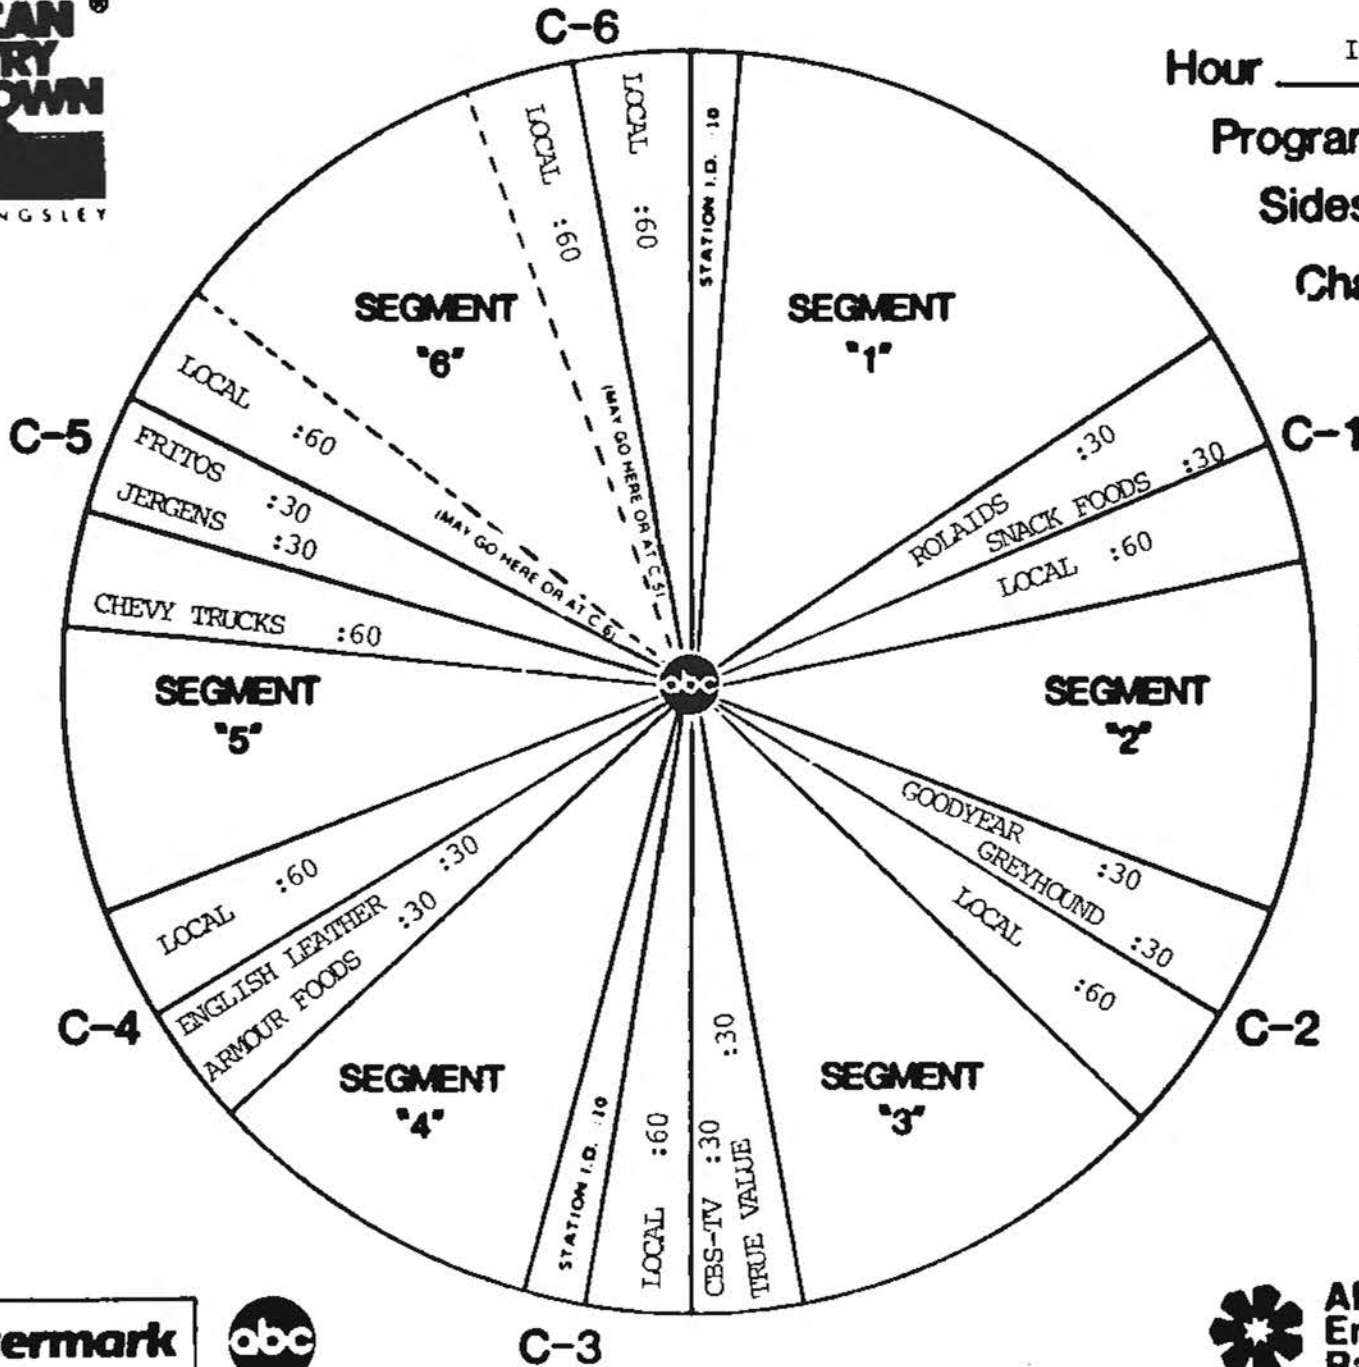 ®
C-6
Hour
SEGMENT
"1"
STATION I.D. :10
ROLAIDS :30
SNACK FOODS :30
C-1
LOCAL :60
SEGMENT
"2"
GOODYEAR :30
GREYHOUND :30
C-2
LOCAL :60
SEGMENT
"3"
TRUE VALUE :30
CBS-TV :30
C-3
LOCAL :60
STATION I.D. :10
SEGMENT
"4"
ARMOUR FOODS :30
ENGLISH LEATHER :30
C-4
LOCAL :60
SEGMENT
"5"
CHEVY TRUCKS :60
JERGENS :30
FRITOS :30
C-5
LOCAL :60
(MAY GO HERE OR AT C 6)
SEGMENT
"6"
LOCAL :60
(MAY GO HERE OR AT C 5)
LOCAL :60
abc
abc